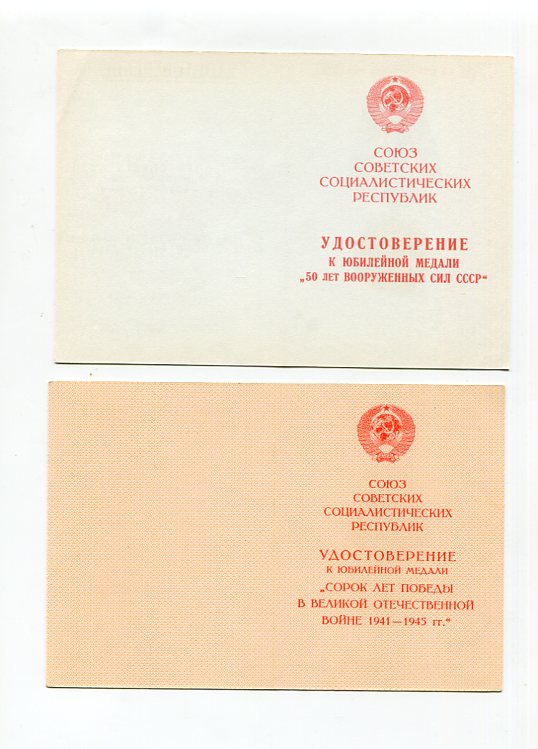 СОЮЗ
СОВЕТСКИХ
СОЦИАЛИСТИЧЕСКИХ
РЕСПУБЛИК
УДОСТОВЕРЕНИЕ
К ЮБИЛЕЙНОЙ МЕДАЛИ
„50 ЛЕТ ВООРУЖЕННЫХ СИЛ СССР“
СОЮЗ
СОВЕТСКИХ
СОЦИАЛИСТИЧЕСКИХ
РЕСПУБЛИК
УДОСТОВЕРЕНИЕ
К ЮБИЛЕЙНОЙ МЕДАЛИ
„СОРОК ЛЕТ ПОБЕДЫ
В ВЕЛИКОЙ ОТЕЧЕСТВЕННОЙ
ВОЙНЕ 1941—1945 гг.“